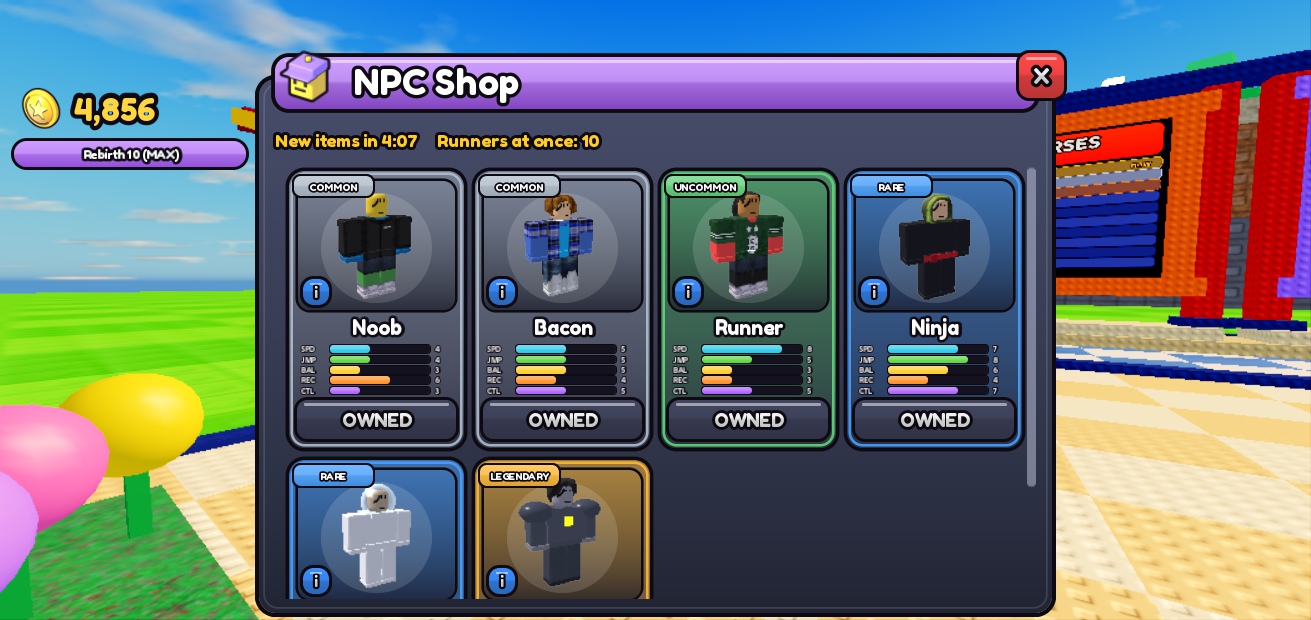 NPC Shop
4,856
Rebirth 10 (MAX)
New items in 4:07 Runners at once: 10
COMMON
Noob
SPD 4
JMP 4
BAL 3
REC 6
CTL 3
OWNED
COMMON
Bacon
SPD 5
JMP 5
BAL 5
REC 4
CTL 5
OWNED
UNCOMMON
Runner
SPD 8
JMP 5
BAL 3
REC 3
CTL 5
OWNED
RARE
Ninja
SPD 7
JMP 8
BAL 6
REC 4
CTL 7
OWNED
RARE
LEGENDARY
RSES